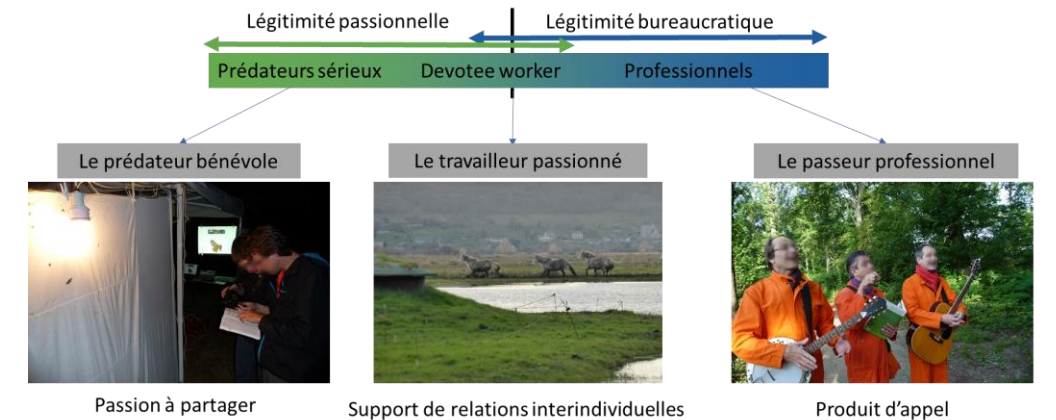 Légitimité passionnelle
Légitimité bureaucratique
Prédateurs sérieux
Devotee worker
Professionnels
Le prédateur bénévole
Le travailleur passionné
Le passeur professionnel
Passion à partager
Support de relations interindividuelles
Produit d'appel